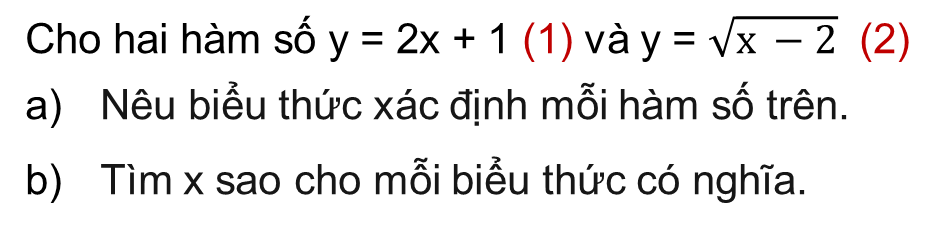 Cho hai hàm số y = 2x + 1 (1) và y = √(x − 2) (2)
a) Nêu biểu thức xác định mỗi hàm số trên.
b) Tìm x sao cho mỗi biểu thức có nghĩa.